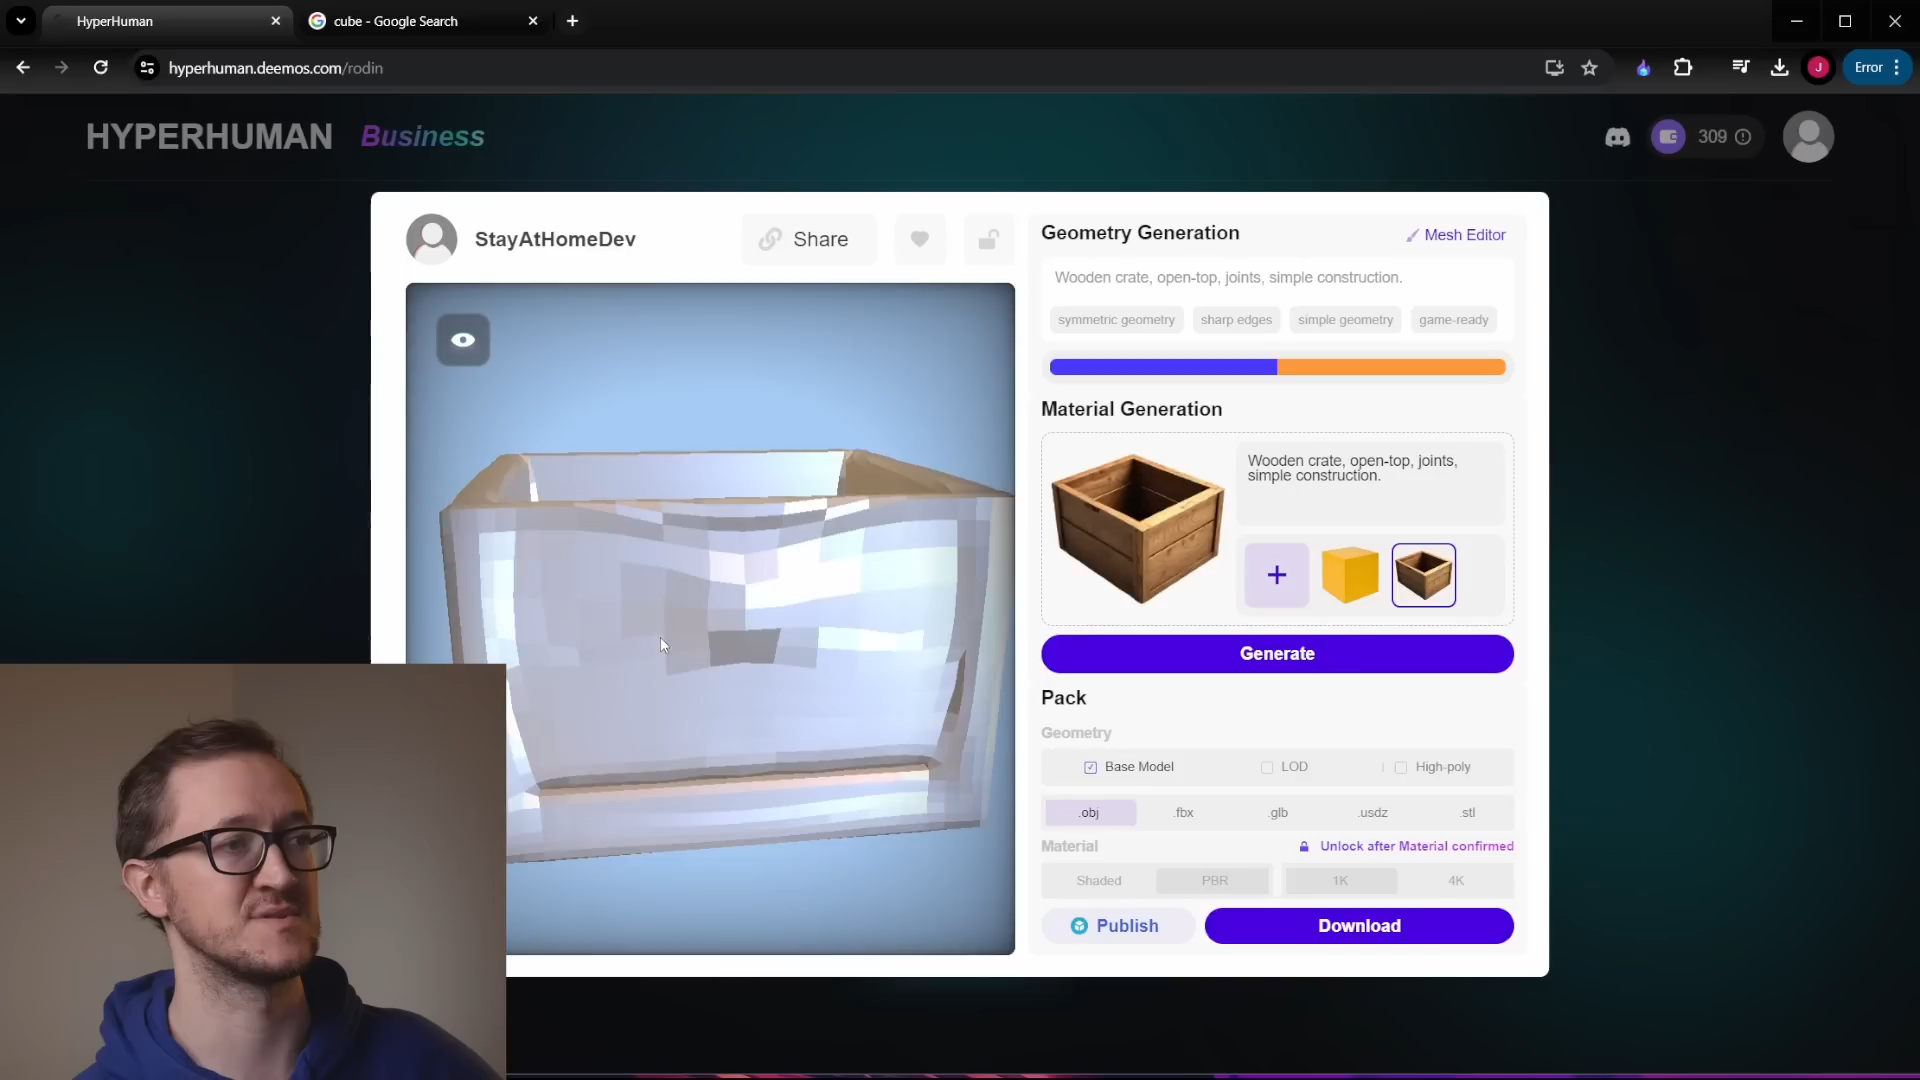 HyperHuman
cube - Google Search
hyperhuman.deemos.com/rodin
J
Error
HYPERHUMAN Business
309
StayAtHomeDev
Share
Geometry Generation
Mesh Editor
Wooden crate, open-top, joints, simple construction.
symmetric geometry sharp edges simple geometry game-ready
Material Generation
Wooden crate, open-top, joints,
simple construction.
Generate
Pack
Geometry
Base Model LOD High-poly
.obj .fbx .glb .usdz .stl
Material Unlock after Material confirmed
Shaded PBR 1K 4K
Publish Download